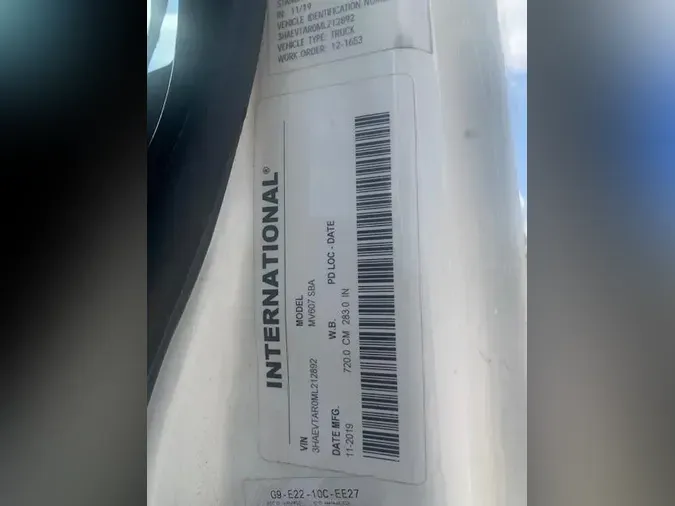 11/19
VEHICLE IDENTIFICATION
3HAEVTAR0ML212892
VEHICLE TYPE: TRUCK
WORK ORDER: 12-1653
INTERNATIONAL®
VIN MODEL
3HAEVTAR0ML212892 MV607 SBA
DATE MFG. W.B. PD LOC - DATE
11-2019 720.0 CM 283.0 IN
G9-E22-10C-EE27